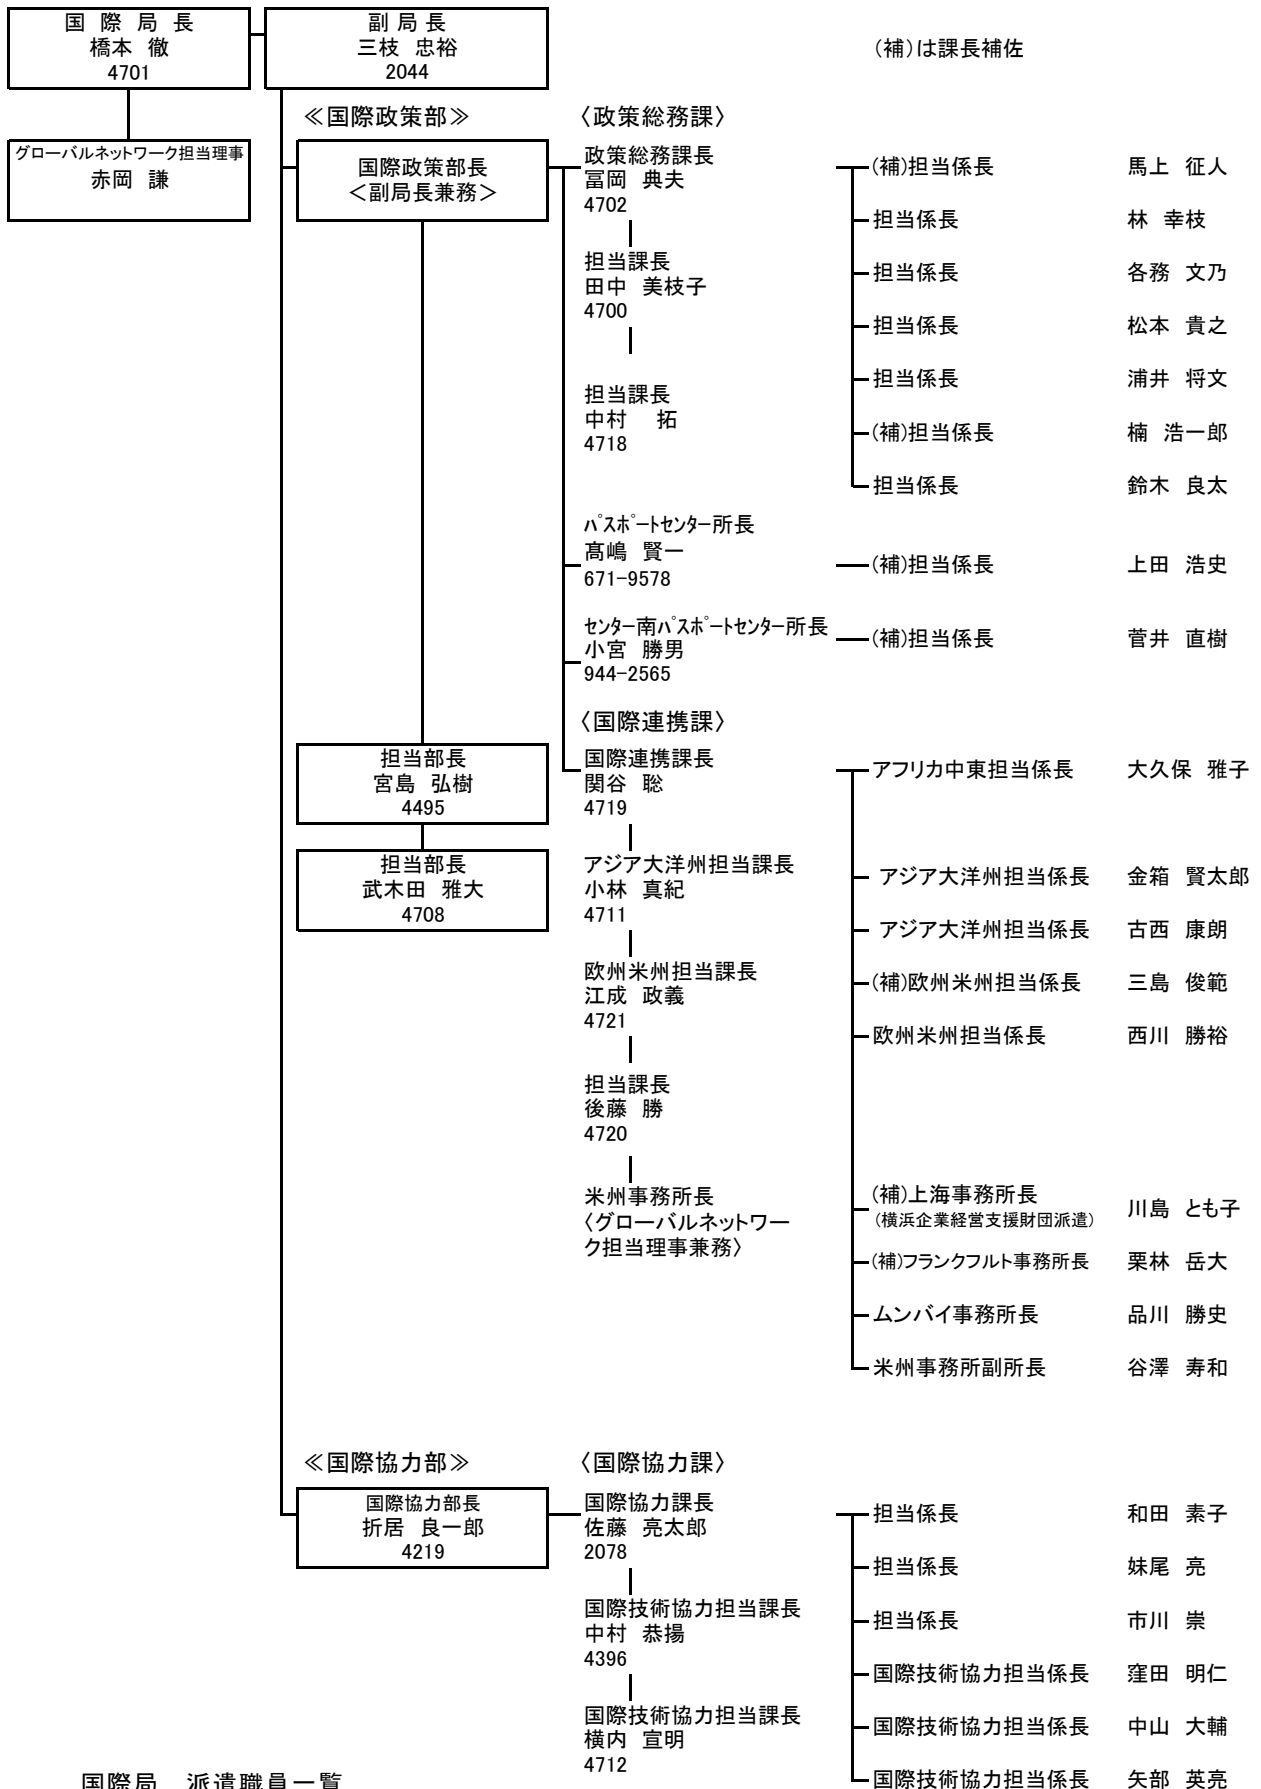 国 際 局 長
橋本 徹
4701
副 局 長
三枝 忠裕
2044
(補)は課長補佐
グローバルネットワーク担当理事
赤岡 謙
≪国際政策部≫
国際政策部長
＜副局長兼務＞
〈政策総務課〉
政策総務課長
冨岡 典夫
4702
担当課長
田中 美枝子
4700
担当課長
中村 拓
4718
(補)担当係長 馬上 征人
担当係長 林 幸枝
担当係長 各務 文乃
担当係長 松本 貴之
担当係長 浦井 将文
(補)担当係長 楠 浩一郎
担当係長 鈴木 良太
ﾊﾟｽﾎﾟｰﾄｾﾝﾀｰ所長
髙嶋 賢一
671-9578
(補)担当係長 上田 浩史
ｾﾝﾀｰ南ﾊﾟｽﾎﾟｰﾄｾﾝﾀｰ所長
小宮 勝男
944-2565
(補)担当係長 菅井 直樹
担当部長
宮島 弘樹
4495
担当部長
武木田 雅大
4708
〈国際連携課〉
国際連携課長
関谷 聡
4719
アジア大洋州担当課長
小林 真紀
4711
欧州米州担当課長
江成 政義
4721
担当課長
後藤 勝
4720
米州事務所長
〈グローバルネットワー
ク担当理事兼務〉
アフリカ中東担当係長 大久保 雅子
アジア大洋州担当係長 金箱 賢太郎
アジア大洋州担当係長 古西 康朗
(補)欧州米州担当係長 三島 俊範
欧州米州担当係長 西川 勝裕
(補)上海事務所長 川島 とも子
(横浜企業経営支援財団派遣)
(補)フランクフルト事務所長 栗林 岳大
ムンバイ事務所長 品川 勝史
米州事務所副所長 谷澤 寿和
≪国際協力部≫
国際協力部長
折居 良一郎
4219
〈国際協力課〉
国際協力課長
佐藤 亮太郎
2078
国際技術協力担当課長
中村 恭揚
4396
国際技術協力担当課長
横内 宣明
4712
担当係長 和田 素子
担当係長 妹尾 亮
担当係長 市川 崇
国際技術協力担当係長 窪田 明仁
国際技術協力担当係長 中山 大輔
国際技術協力担当係長 矢部 英亮
国際局 派遣職員一覧